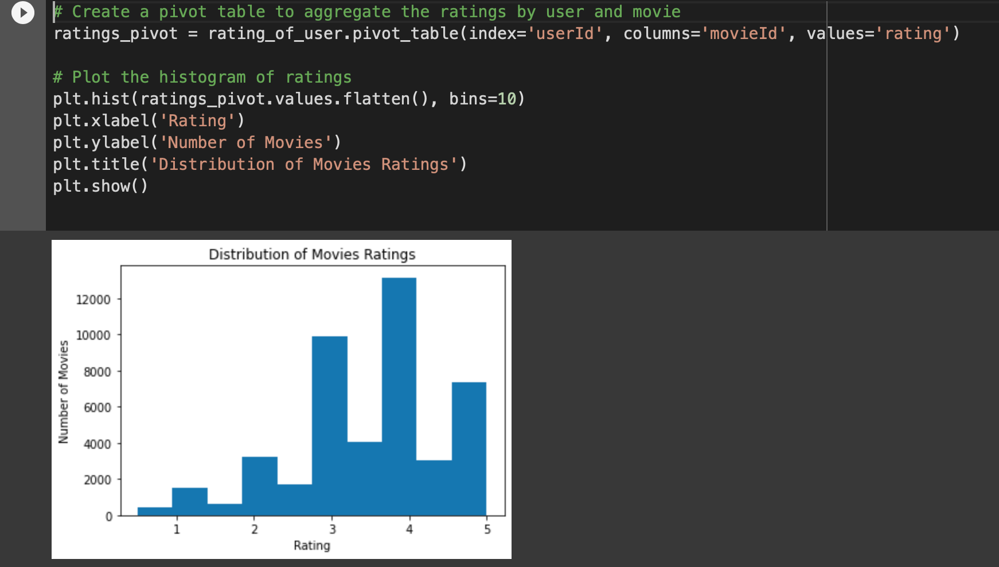 # Create a pivot table to aggregate the ratings by user and movie
ratings_pivot = rating_of_user.pivot_table(index='userId', columns='movieId', values='rating')
# Plot the histogram of ratings
plt.hist(ratings_pivot.values.flatten(), bins=10)
plt.xlabel('Rating')
plt.ylabel('Number of Movies')
plt.title('Distribution of Movies Ratings')
plt.show()
Distribution of Movies Ratings
12000
10000
8000
6000
4000
2000
0
Number of Movies
1 2 3 4 5
Rating